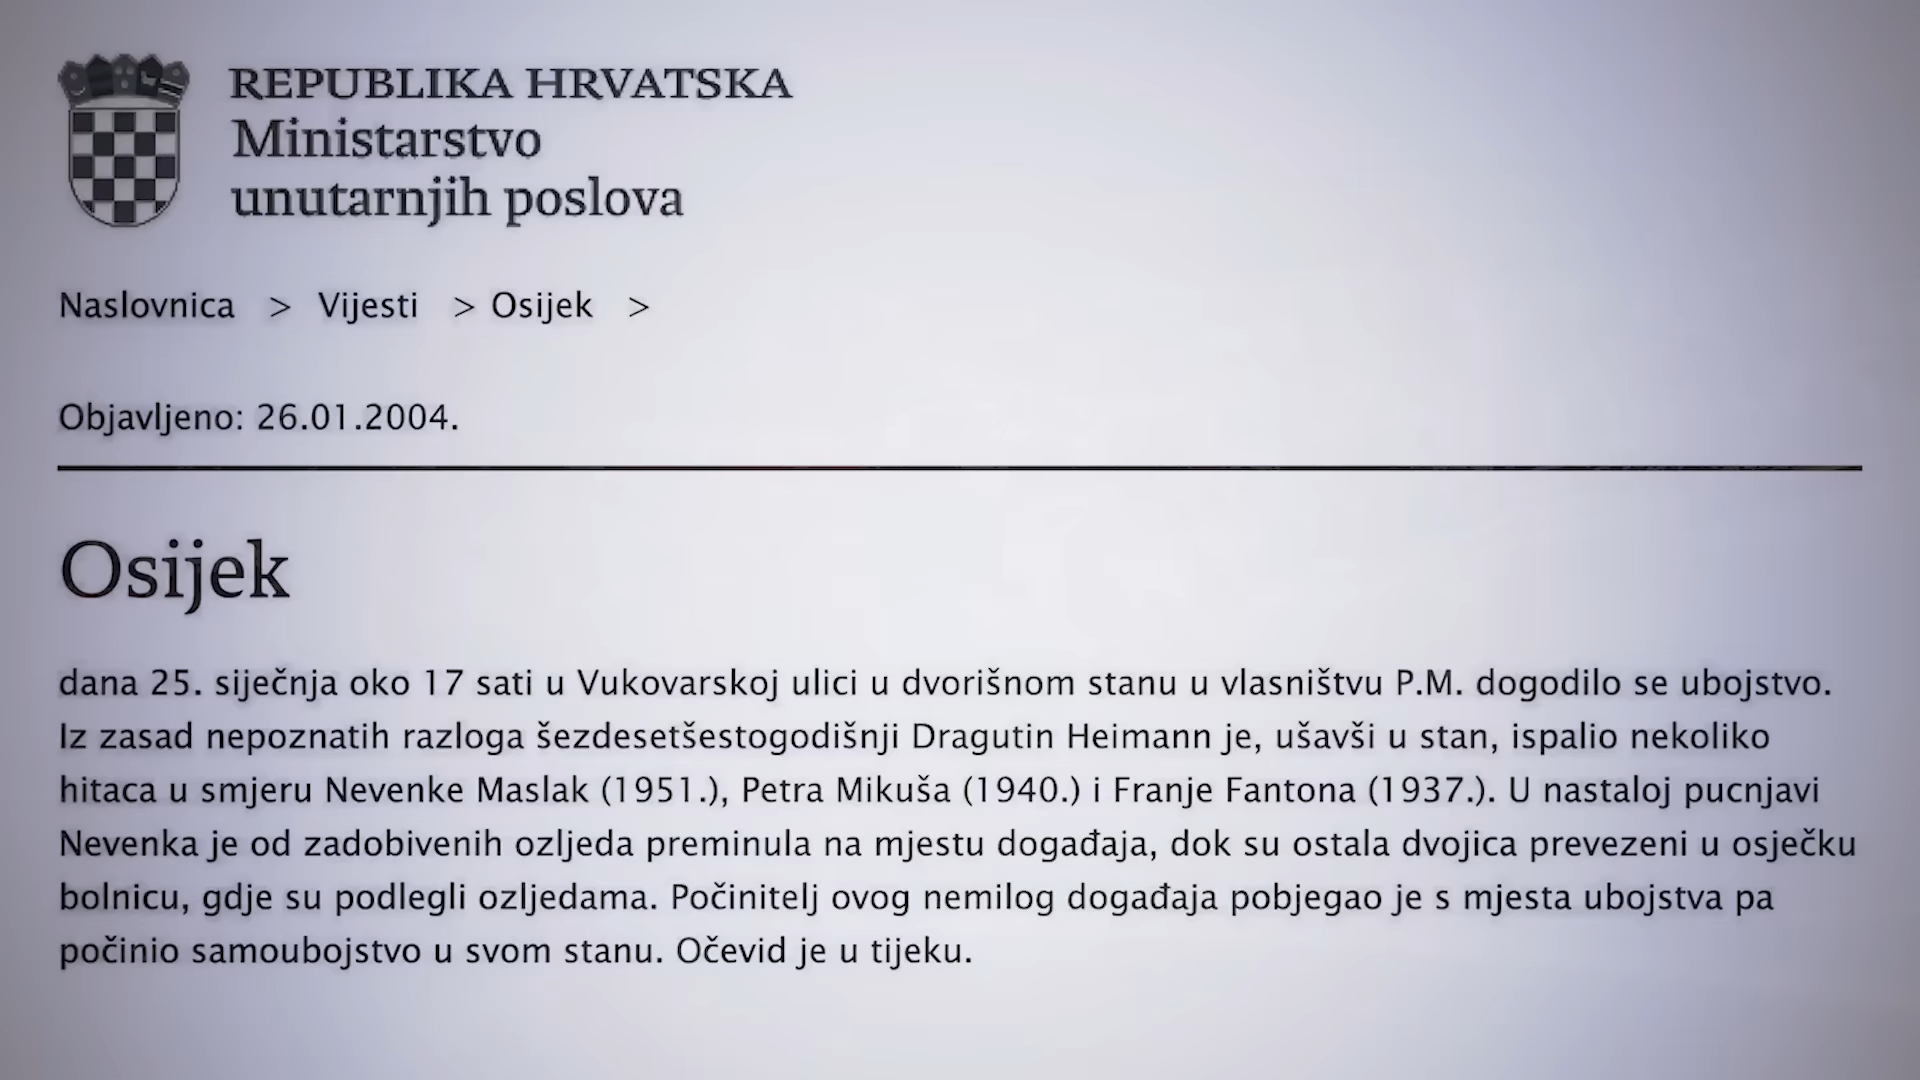 REPUBLIKA HRVATSKA
Ministarstvo
unutarnjih poslova
Naslovnica > Vijesti > Osijek >
Objavljeno: 26.01.2004.
Osijek
dana 25. siječnja oko 17 sati u Vukovarskoj ulici u dvorišnom stanu u vlasništvu P.M. dogodilo se ubojstvo.
Iz zasad nepoznatih razloga šezdesetšestogodišnji Dragutin Heimann je, ušavši u stan, ispalio nekoliko
hitaca u smjeru Nevenke Maslak (1951.), Petra Mikuša (1940.) i Franje Fantona (1937.). U nastaloj pucnjavi
Nevenka je od zadobivenih ozljeda preminula na mjestu događaja, dok su ostala dvojica prevezeni u osječku
bolnicu, gdje su podlegli ozljedama. Počinitelj ovog nemilog događaja pobjegao je s mjesta ubojstva pa
počinio samoubojstvo u svom stanu. Očevid je u tijeku.